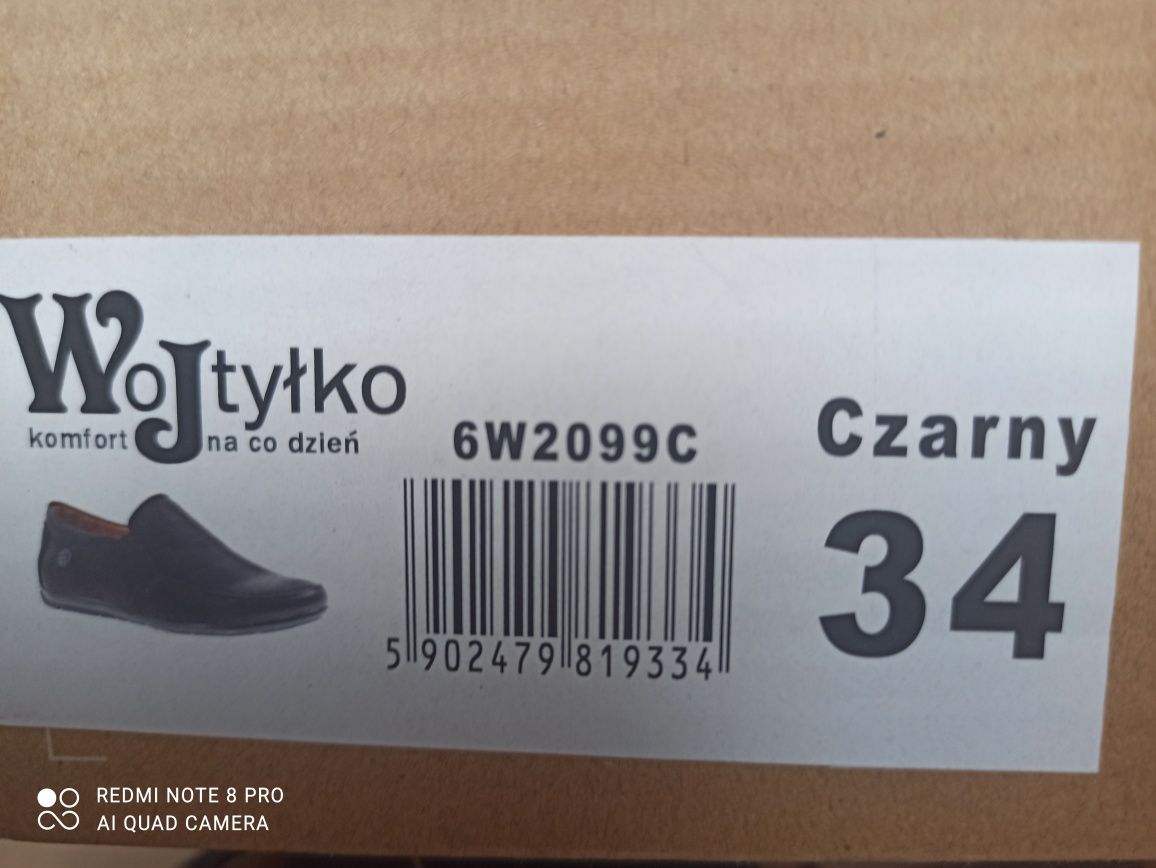 WoJtyłko
komfort na co dzień
6W2099C
Czarny
34
5 902479 819334
REDMI NOTE 8 PRO
AI QUAD CAMERA